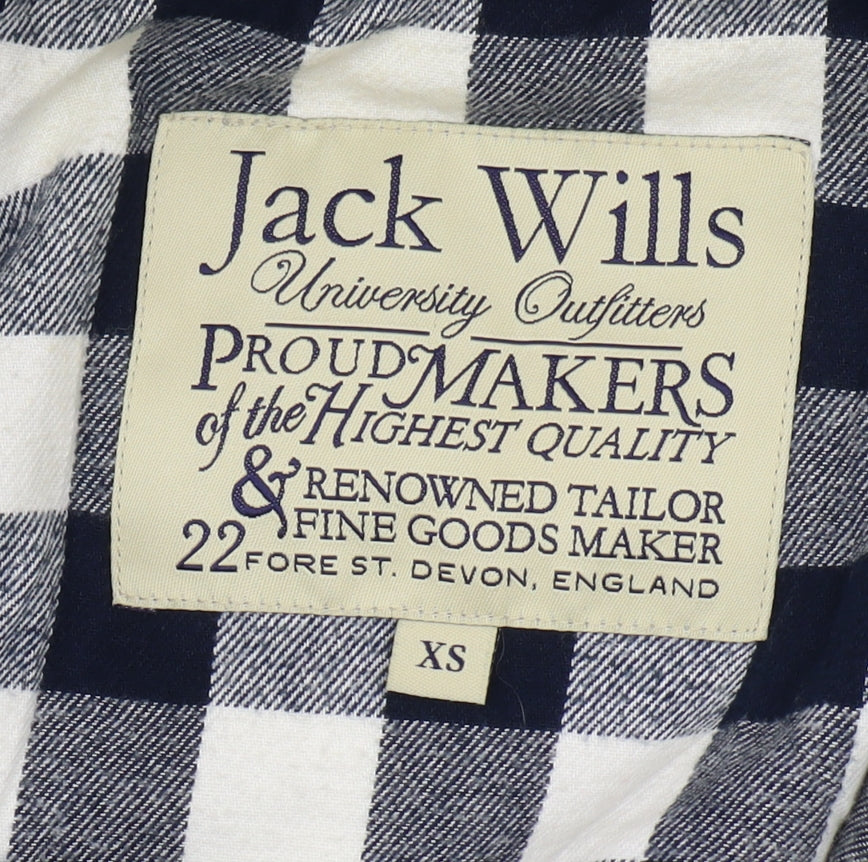 Jack Wills
University Outfitters
PROUD MAKERS
of the HIGHEST QUALITY
& RENOWNED TAILOR
FINE GOODS MAKER
22 FORE ST. DEVON, ENGLAND
XS